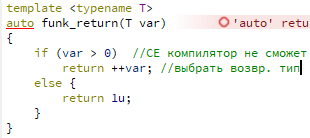 template <typename T>
auto funk_return(T var) 'auto' retu
{
if (var > 0) //CE компилятор не сможет
return ++var; //выбрать возвр. тип
else {
return 1u;
}
}